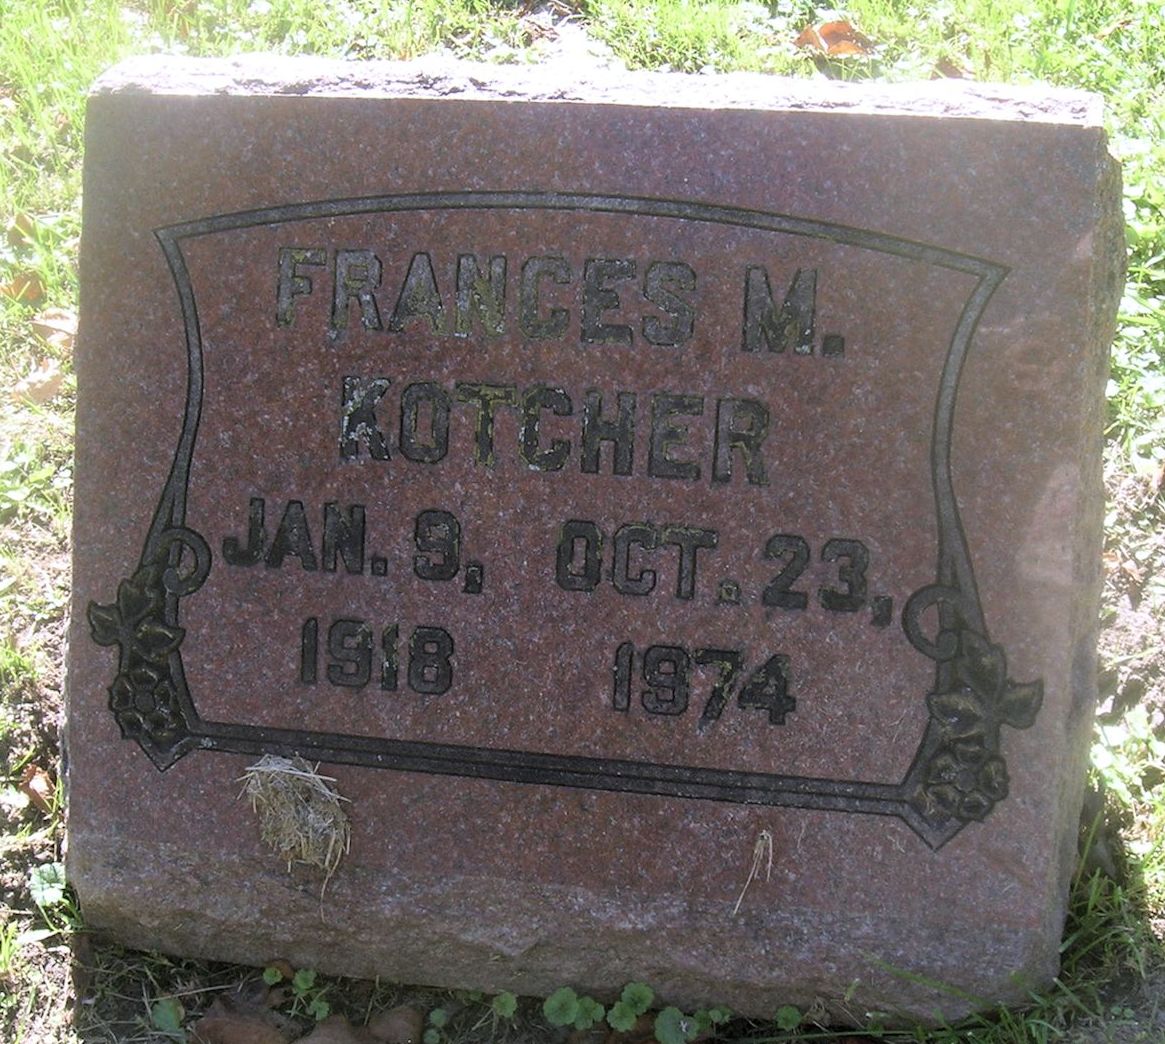 FRANCES M.
KOTCHER
JAN. 9, OCT. 23,
1918 1974